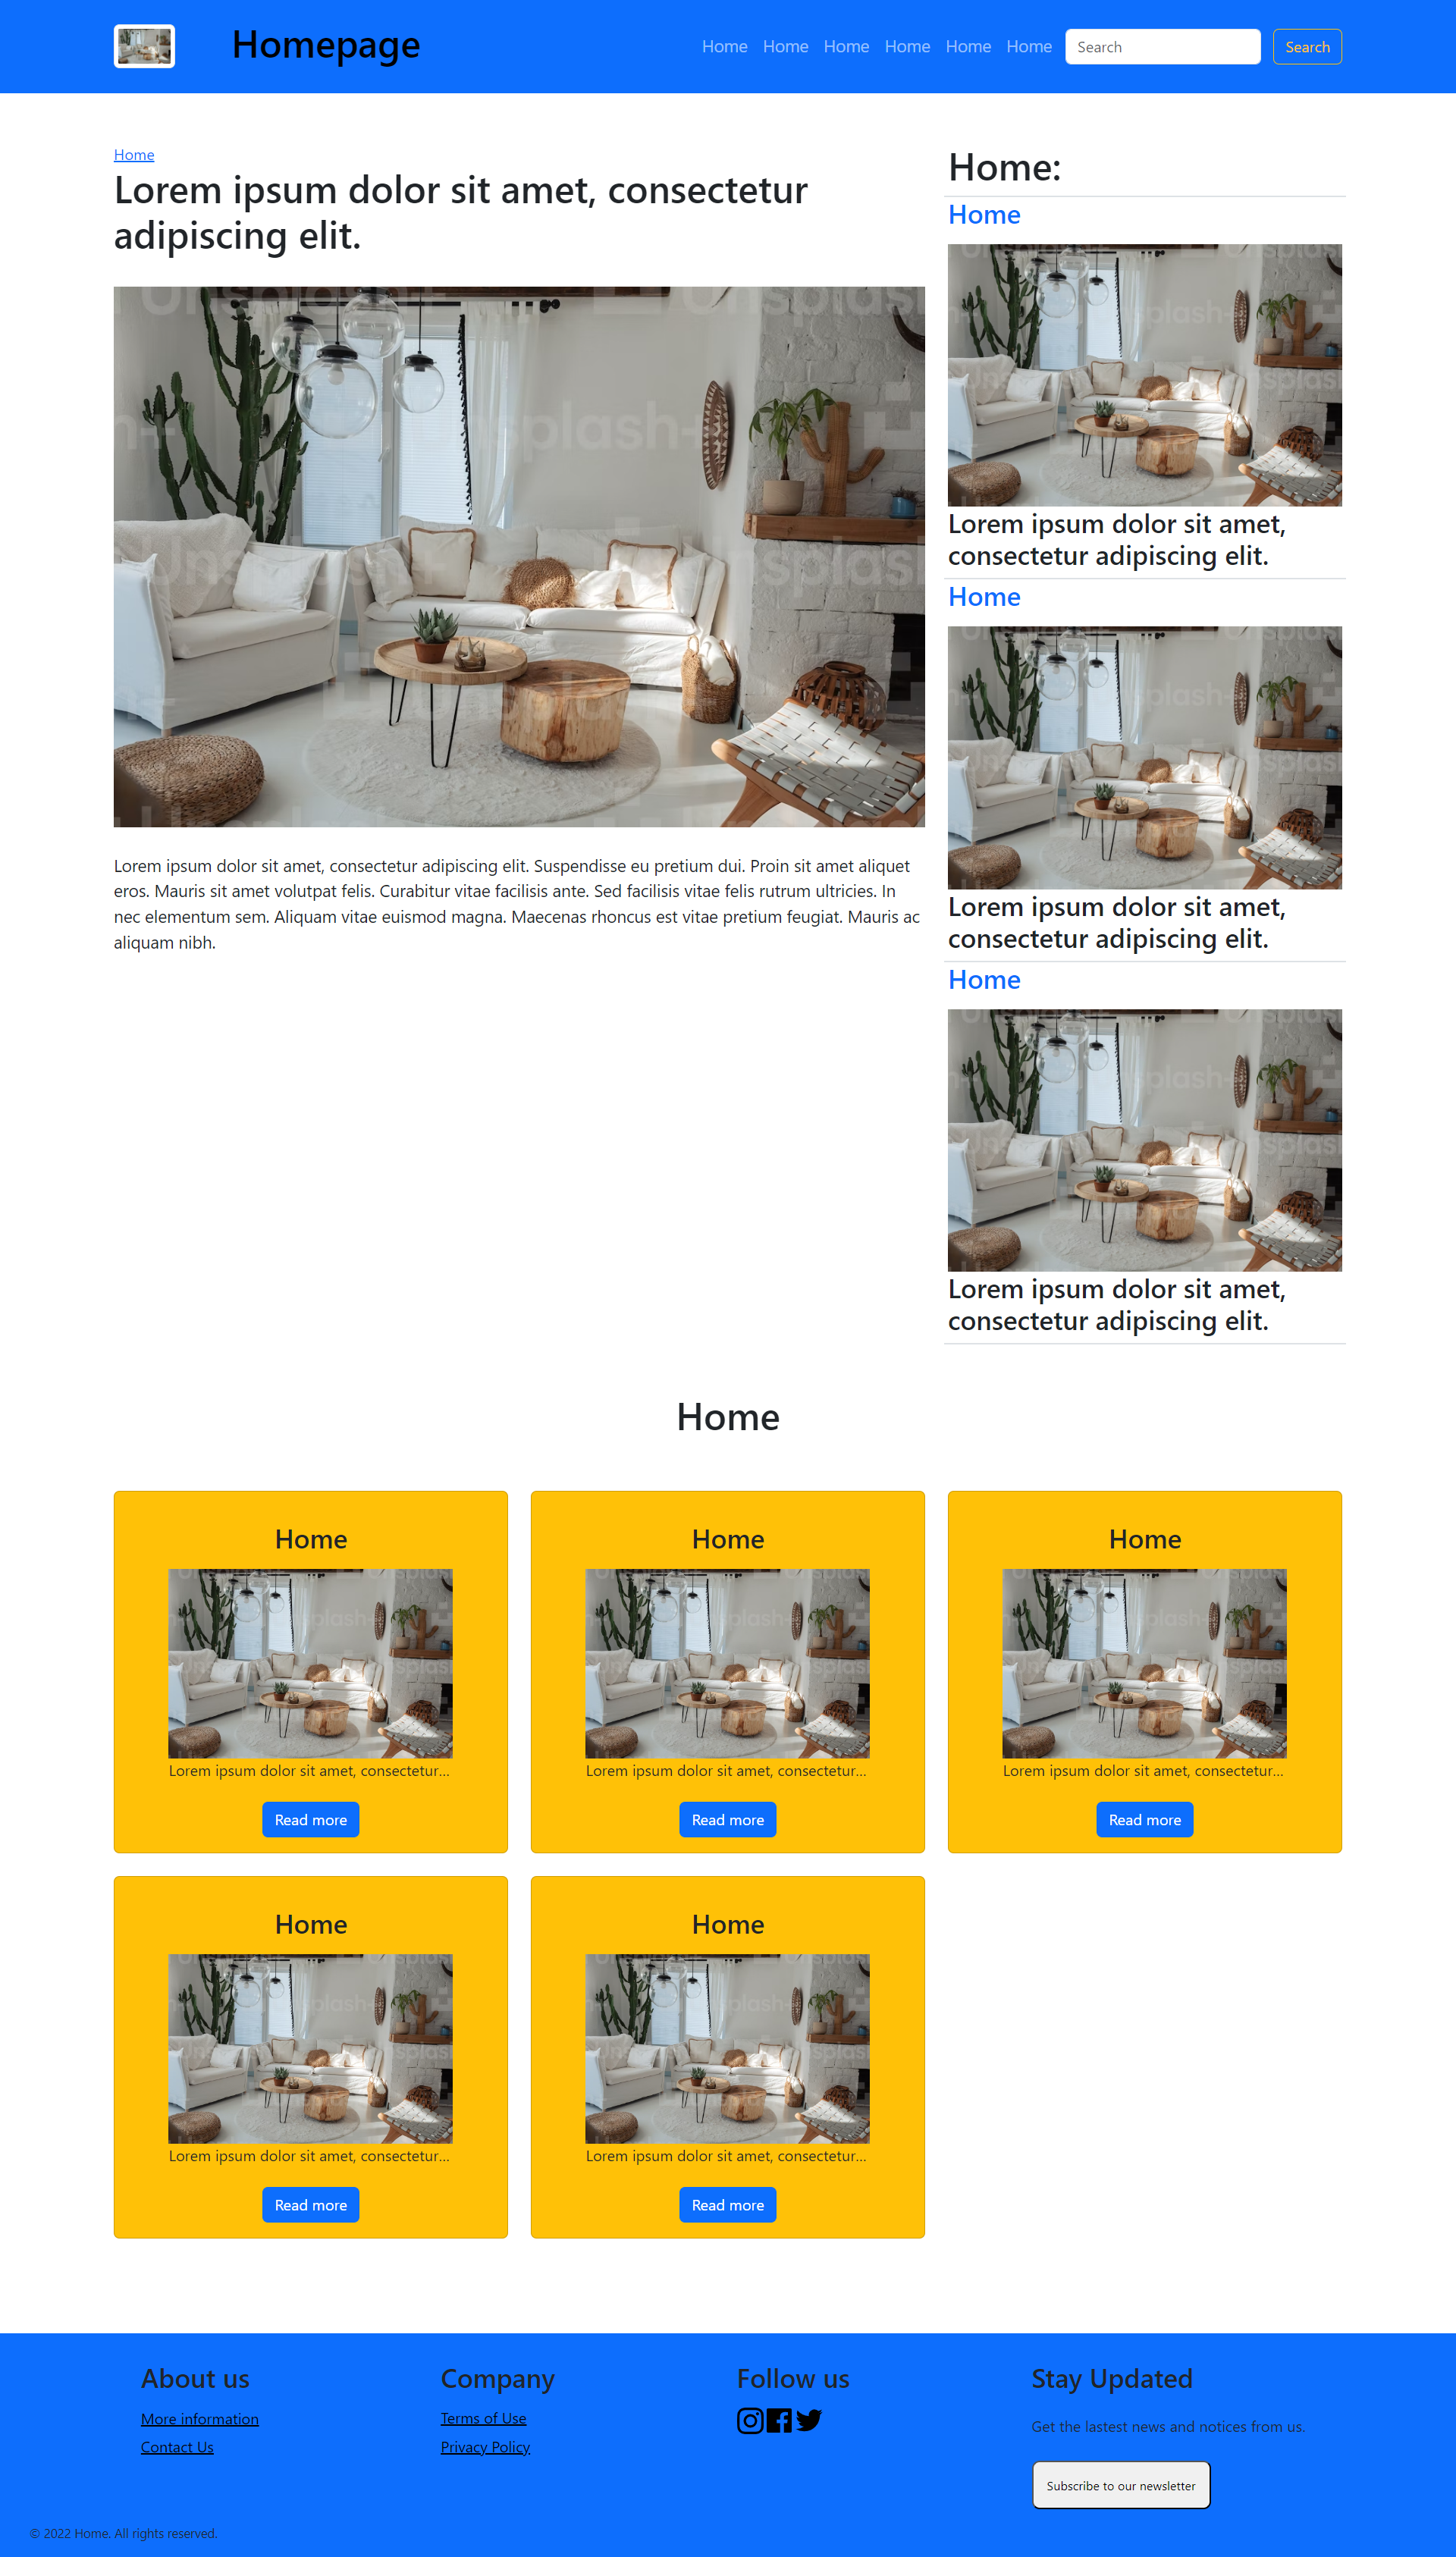 Homepage
Home Home Home Home Home Home Search Search
Home
Lorem ipsum dolor sit amet, consectetur
adipiscing elit.
Unsplash+
Lorem ipsum dolor sit amet, consectetur adipiscing elit. Suspendisse eu pretium dui. Proin sit amet aliquet
eros. Mauris sit amet volutpat felis. Curabitur vitae facilisis ante. Sed facilisis vitae felis rutrum ultricies. In
nec elementum sem. Aliquam vitae euismod magna. Maecenas rhoncus est vitae pretium feugiat. Mauris ac
aliquam nibh.
Home:
Home
Lorem ipsum dolor sit amet,
consectetur adipiscing elit.
Home
Lorem ipsum dolor sit amet,
consectetur adipiscing elit.
Home
Lorem ipsum dolor sit amet,
consectetur adipiscing elit.
Home
Home
Lorem ipsum dolor sit amet, consectetur...
Read more
Home
Lorem ipsum dolor sit amet, consectetur...
Read more
Home
Lorem ipsum dolor sit amet, consectetur...
Read more
Home
Lorem ipsum dolor sit amet, consectetur...
Read more
Home
Lorem ipsum dolor sit amet, consectetur...
Read more
About us
More information
Contact Us
Company
Terms of Use
Privacy Policy
Follow us
Stay Updated
Get the lastest news and notices from us.
Subscribe to our newsletter
© 2022 Home. All rights reserved.